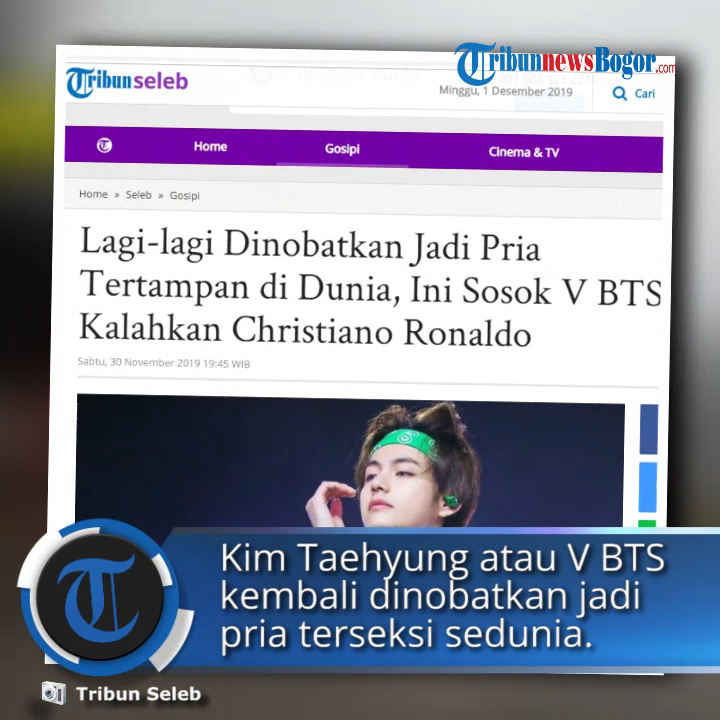 TribunnewsBogor.com
Tribunseleb
Minggu, 1 Desember 2019
Cari
Home
Gosipi
Cinema & TV
Home » Seleb » Gosipi
Lagi-lagi Dinobatkan Jadi Pria
Tertampan di Dunia, Ini Sosok V BTS
Kalahkan Christiano Ronaldo
Sabtu, 30 November 2019 19:45 WIB
Kim Taehyung atau V BTS
kembali dinobatkan jadi
pria terseksi sedunia.
Tribun Seleb